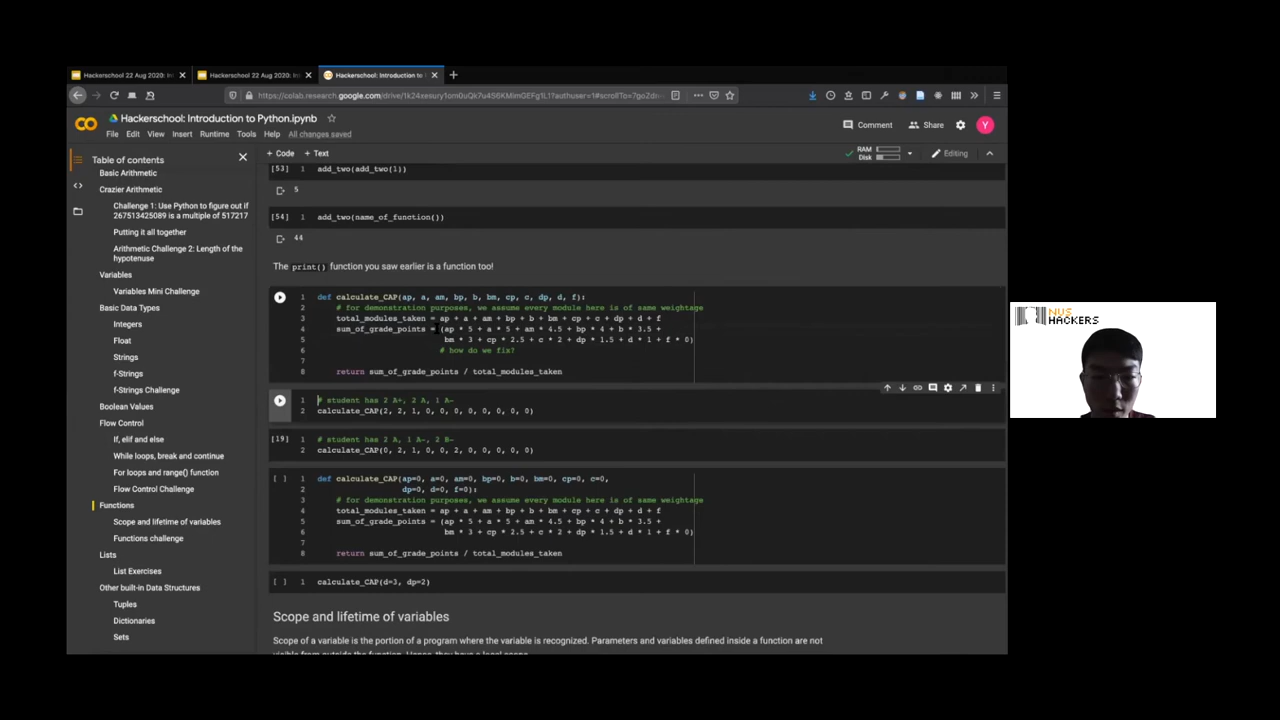 Hackerschool 22 Aug 2020: Int
Hackerschool 22 Aug 2020: Int
Hackerschool: Introduction to
Hackerschool: Introduction to Python.ipynb
All changes saved
File Edit View Insert Runtime Tools Help
Comment
Share
Y
Table of contents
Basic Arithmetic
Crazier Arithmetic
Challenge 1: Use Python to figure out if
267513425089 is a multiple of 517217
Putting it all together
Arithmetic Challenge 2: Length of the
hypotenuse
Variables
Variables Mini Challenge
Basic Data Types
Integers
Float
Strings
f-Strings
f-Strings Challenge
Boolean Values
Flow Control
If, elif and else
While loops, break and continue
For loops and range() function
Flow Control Challenge
Functions
Scope and lifetime of variables
Functions challenge
Lists
List Exercises
Other built-in Data Structures
Tuples
Dictionaries
Sets
+ Code + Text
RAM
Disk
Editing
[53] 1 add_two(add_two(1))
5
[54] 1 add_two(name_of_function())
44
The print() function you saw earlier is a function too!
1 def calculate_CAP(ap, a, am, bp, b, bm, cp, c, dp, d, f):
2 # for demonstration purposes, we assume every module here is of same weightage
3 total_modules_taken = ap + a + am + bp + b + bm + cp + c + dp + d + f
4 sum_of_grade_points = (ap * 5 + a * 5 + am * 4.5 + bp * 4 + b * 3.5 +
5 bm * 3 + cp * 2.5 + c * 2 + dp * 1.5 + d * 1 + f * 0)
6 # how do we fix?
7
8 return sum_of_grade_points / total_modules_taken
1 # student has 2 A+, 2 A, 1 A-
2 calculate_CAP(2, 2, 1, 0, 0, 0, 0, 0, 0, 0, 0)
[19] 1 # student has 2 A, 1 A-, 2 B-
2 calculate_CAP(0, 2, 1, 0, 0, 2, 0, 0, 0, 0, 0)
[ ] 1 def calculate_CAP(ap=0, a=0, am=0, bp=0, b=0, bm=0, cp=0, c=0,
2 dp=0, d=0, f=0):
3 # for demonstration purposes, we assume every module here is of same weightage
4 total_modules_taken = ap + a + am + bp + b + bm + cp + c + dp + d + f
5 sum_of_grade_points = (ap * 5 + a * 5 + am * 4.5 + bp * 4 + b * 3.5 +
6 bm * 3 + cp * 2.5 + c * 2 + dp * 1.5 + d * 1 + f * 0)
7
8 return sum_of_grade_points / total_modules_taken
[ ] 1 calculate_CAP(d=3, dp=2)
Scope and lifetime of variables
Scope of a variable is the portion of a program where the variable is recognized. Parameters and variables defined inside a function are not
visible from outside the function. Hence, they have a local scope.
NUS
HACKERS